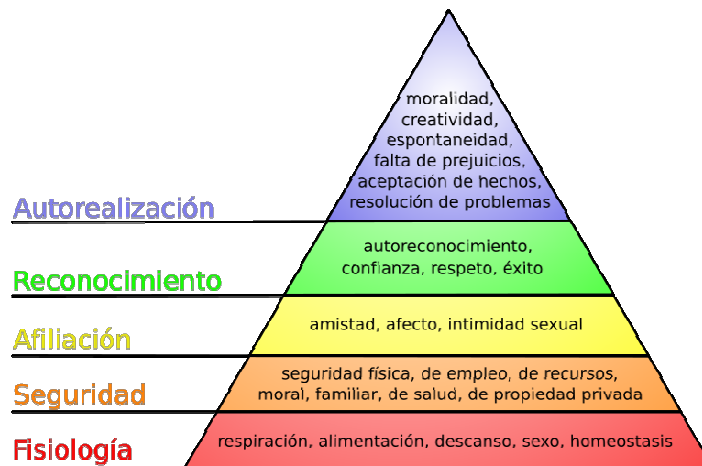 moralidad,
creatividad,
espontaneidad,
falta de prejuicios,
aceptación de hechos,
resolución de problemas
Autorealización
autoreconocimiento,
confianza, respeto, éxito
Reconocimiento
amistad, afecto, intimidad sexual
Afiliación
seguridad física, de empleo, de recursos,
moral, familiar, de salud, de propiedad privada
Seguridad
respiración, alimentación, descanso, sexo, homeostasis
Fisiología